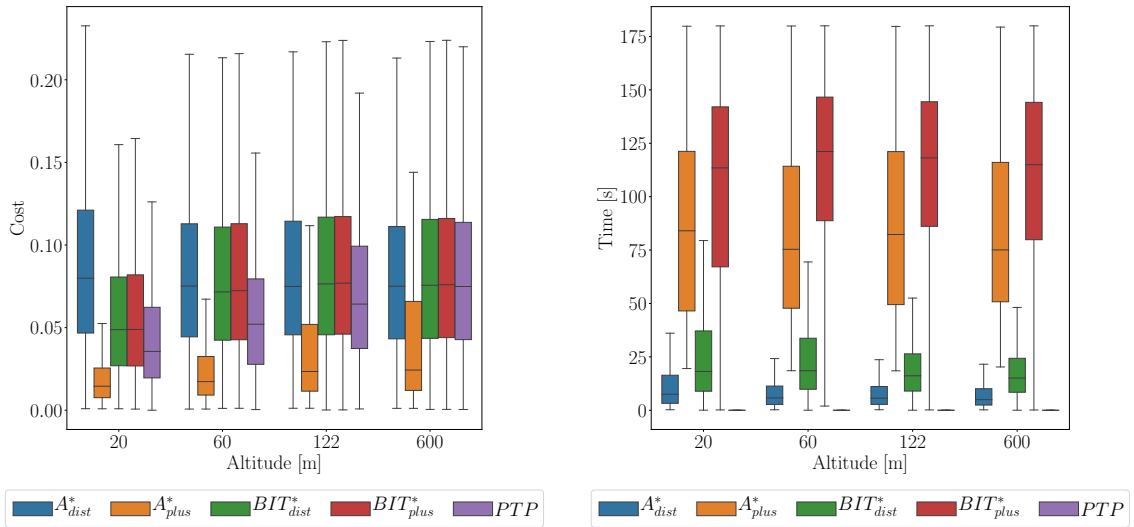 Cost
0.20
0.15
0.10
0.05
0.00
20 60 122 600
Altitude [m]
A*dist A*plus BIT*dist BIT*plus PTP
Time [s]
175
150
125
100
75
50
25
0
20 60 122 600
Altitude [m]
A*dist A*plus BIT*dist BIT*plus PTP